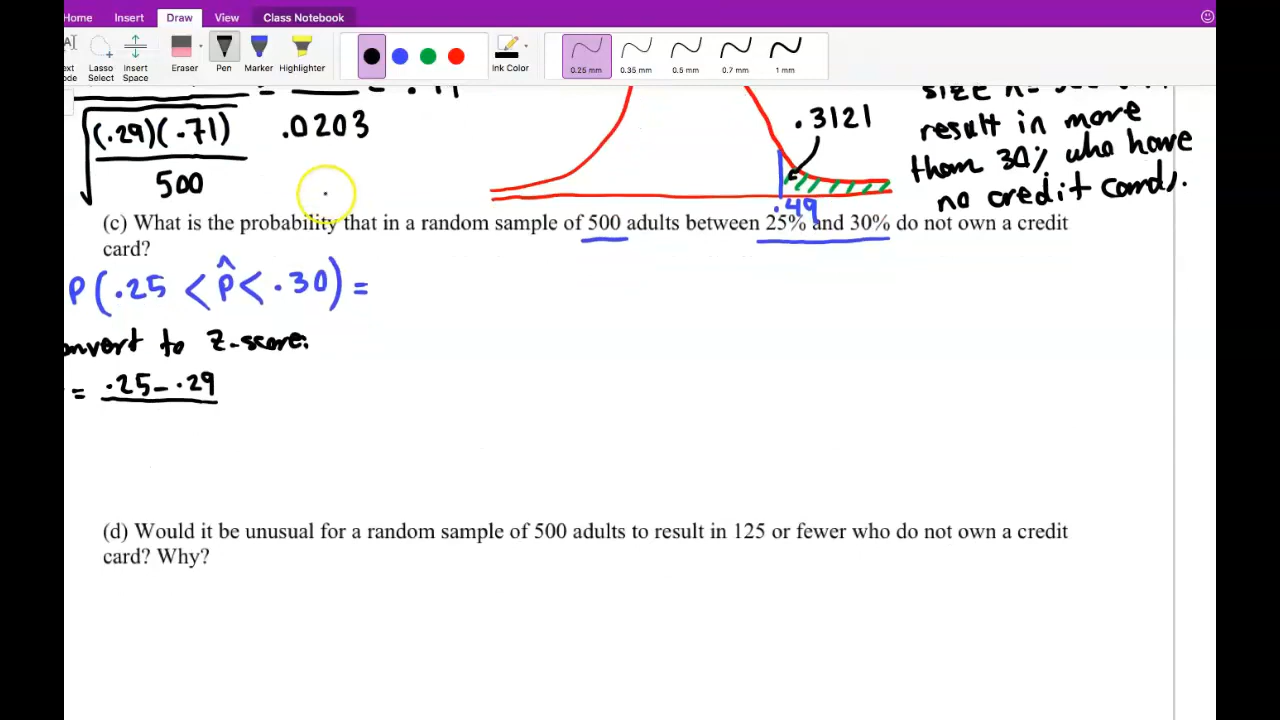 Home Insert Draw View Class Notebook
Lasso Select
Insert Space
Eraser
Pen
Marker
Highlighter
Ink Color
0.25 mm
0.35 mm
0.5 mm
0.7 mm
1 mm
(.29)(.71)
500
=
.0203
=
.3121
.49
result in more
than 30% who have
no credit cards.
(c) What is the probability that in a random sample of 500 adults between 25% and 30% do not own a credit
card?
P(.25 < p̂ < .30) =
onvert to Z-score:
= .25 - .29
(d) Would it be unusual for a random sample of 500 adults to result in 125 or fewer who do not own a credit
card? Why?